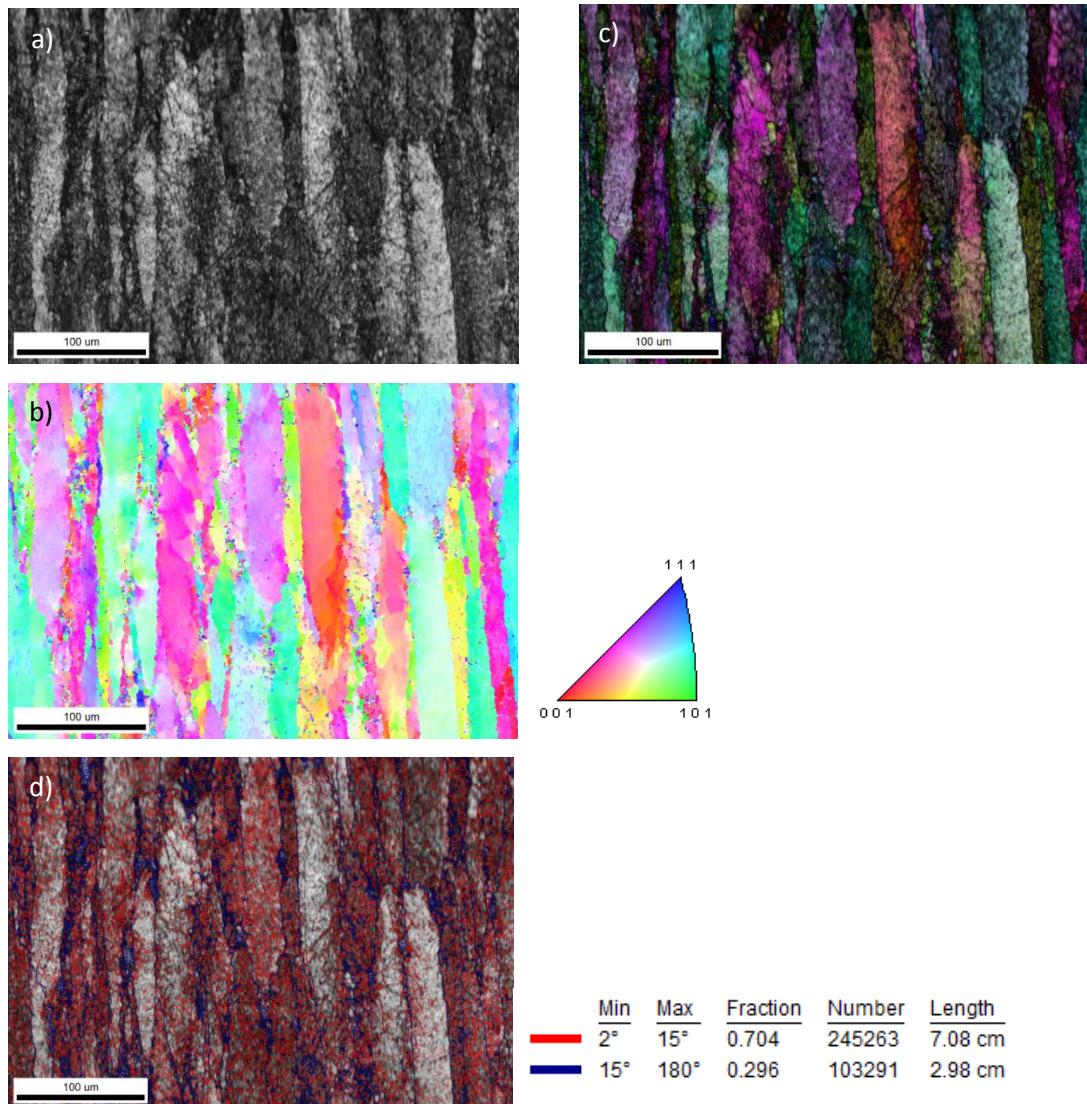 a)
100 um
c)
100 um
b)
100 um
1 1 1
0 0 1
1 0 1
d)
100 um
Min Max Fraction Number Length
2° 15° 0.704 245263 7.08 cm
15° 180° 0.296 103291 2.98 cm